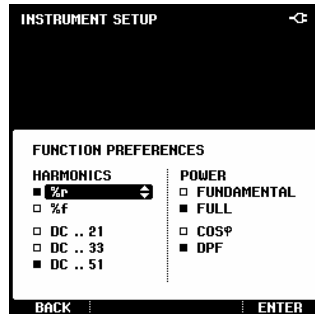 INSTRUMENT SETUP
FUNCTION PREFERENCES
HARMONICS
%r
%f
DC .. 21
DC .. 33
DC .. 51
POWER
FUNDAMENTAL
FULL
COSφ
DPF
BACK
ENTER